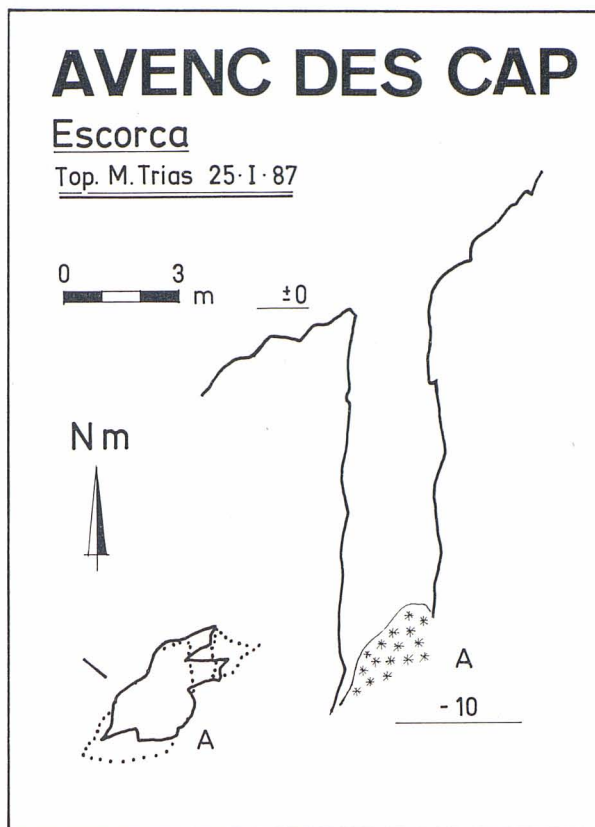 AVENC DES CAP
Escorca
Top. M. Trias 25·I·87
0 3 m
±0
Nm
A
A
-10